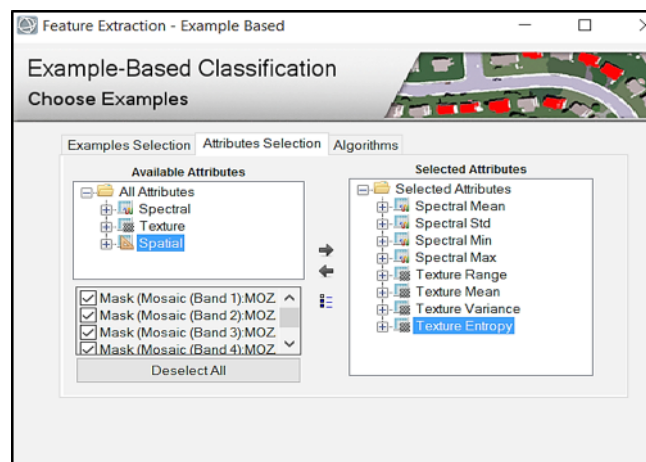 Feature Extraction - Example Based
Example-Based Classification
Choose Examples
Examples Selection Attributes Selection Algorithms
Available Attributes
All Attributes
Spectral
Texture
Spatial
Mask (Mosaic (Band 1):MOZ
Mask (Mosaic (Band 2):MOZ
Mask (Mosaic (Band 3):MOZ
Mask (Mosaic (Band 4):MOZ
Deselect All
Selected Attributes
Selected Attributes
Spectral Mean
Spectral Std
Spectral Min
Spectral Max
Texture Range
Texture Mean
Texture Variance
Texture Entropy